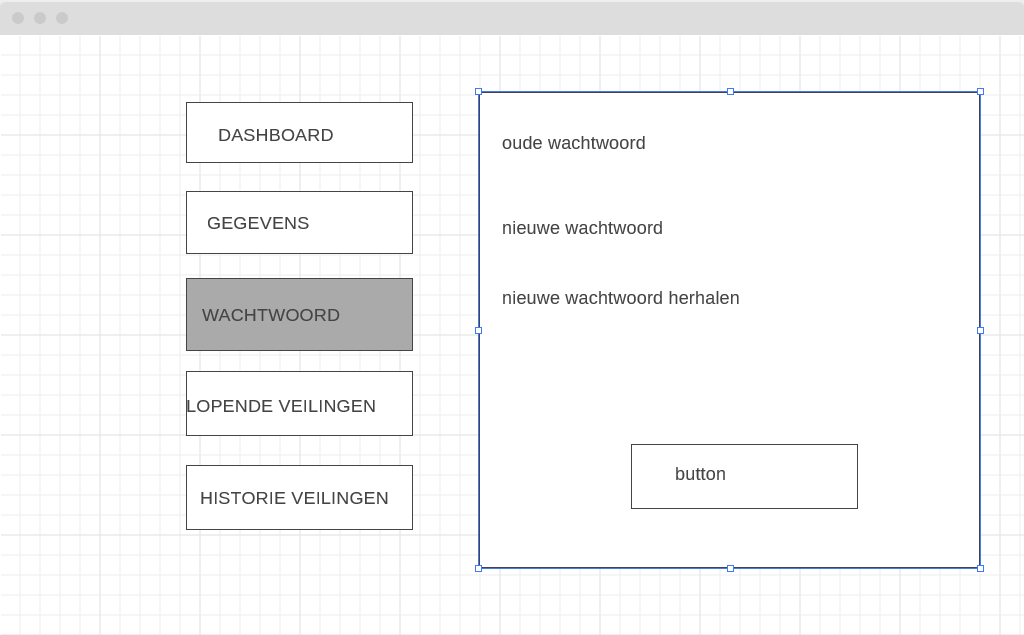 DASHBOARD
GEGEVENS
WACHTWOORD
LOPENDE VEILINGEN
HISTORIE VEILINGEN
oude wachtwoord
nieuwe wachtwoord
nieuwe wachtwoord herhalen
button